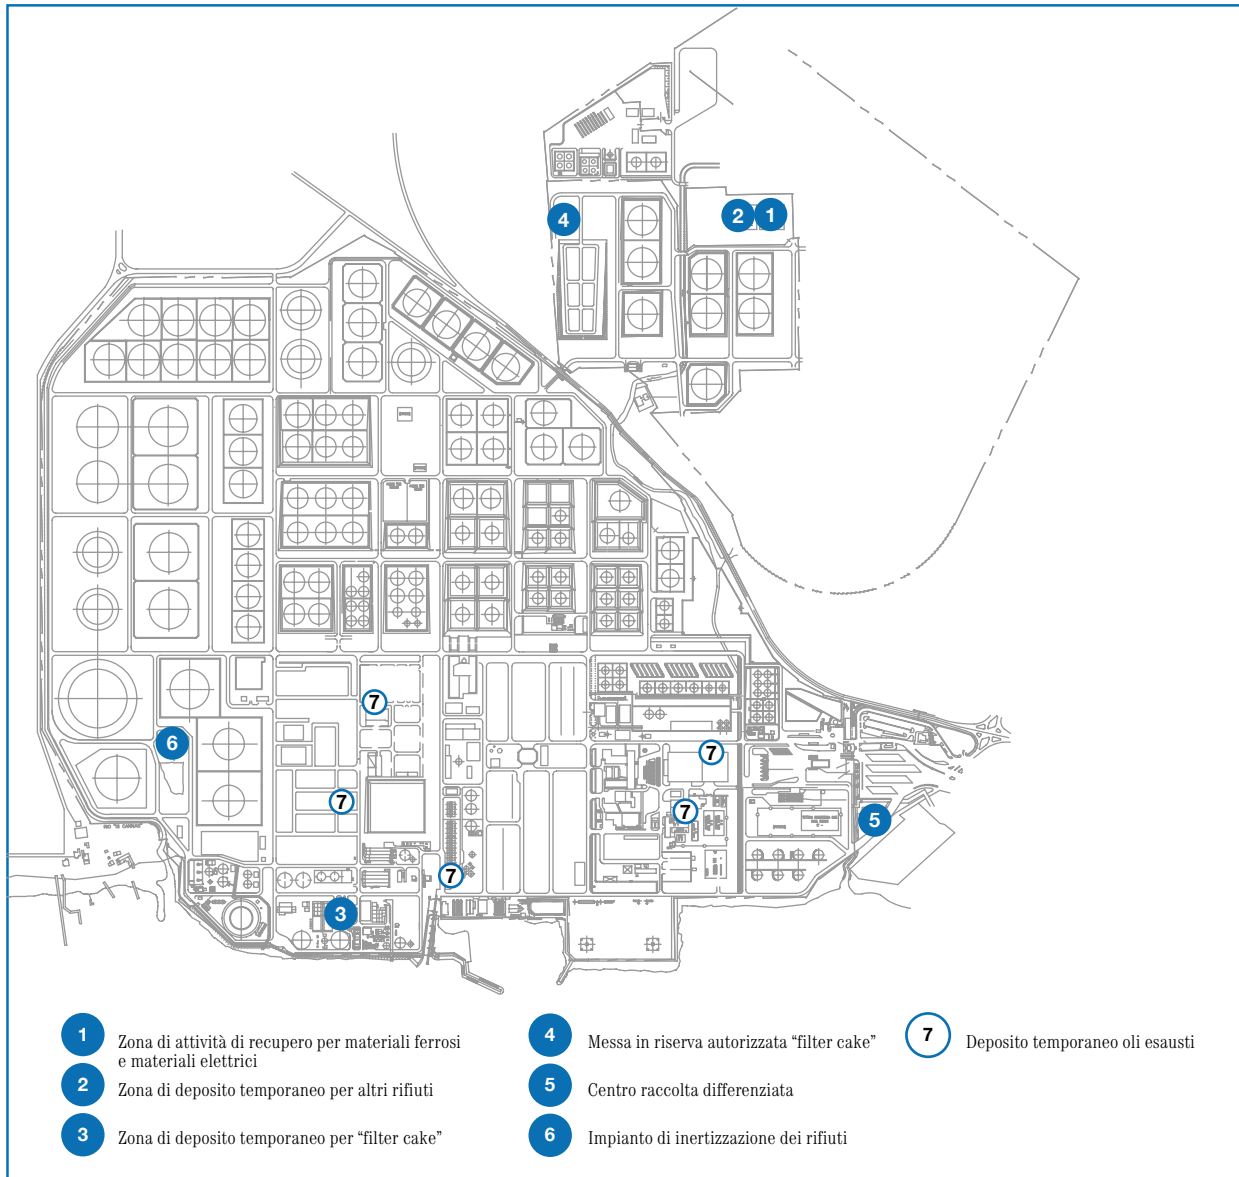 4
2
1
7
6
7
7
7
5
7
3
RIO "IS CANNAS"
1
Zona di attività di recupero per materiali ferrosi
e materiali elettrici
2
Zona di deposito temporaneo per altri rifiuti
3
Zona di deposito temporaneo per “filter cake”
4
Messa in riserva autorizzata “filter cake”
5
Centro raccolta differenziata
6
Impianto di inertizzazione dei rifiuti
7
Deposito temporaneo oli esausti